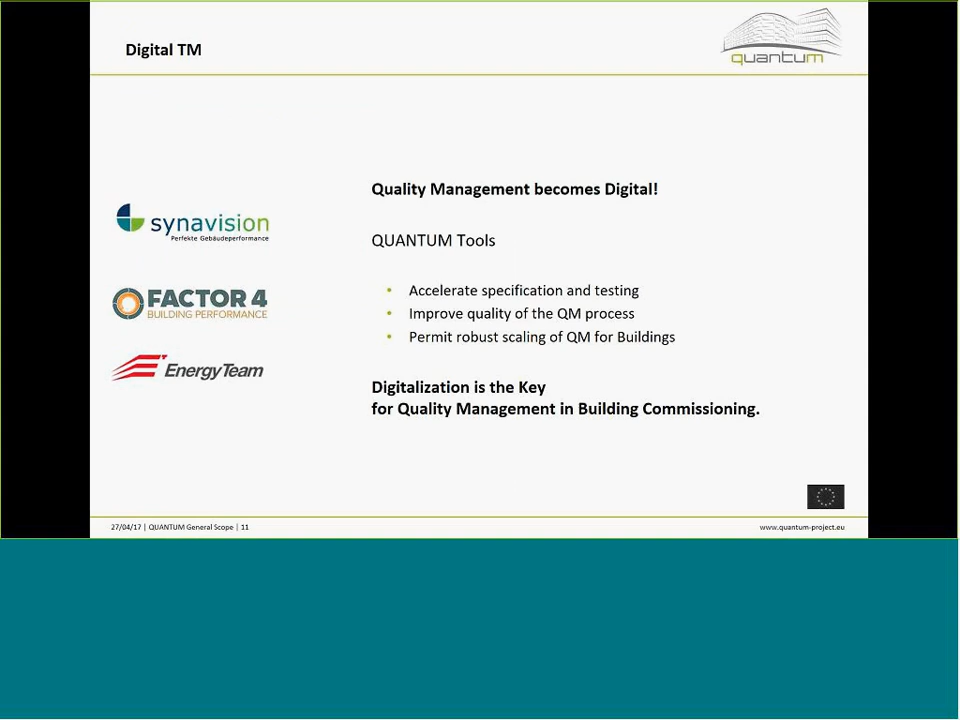 Digital TM
quantum
Quality Management becomes Digital!
synavision
Perfekte Gebäudeperformance
QUANTUM Tools
FACTOR 4
BUILDING PERFORMANCE
• Accelerate specification and testing
• Improve quality of the QM process
• Permit robust scaling of QM for Buildings
EnergyTeam
Digitalization is the Key
for Quality Management in Building Commissioning.
27/04/17 | QUANTUM General Scope | 11
www.quantum-project.eu